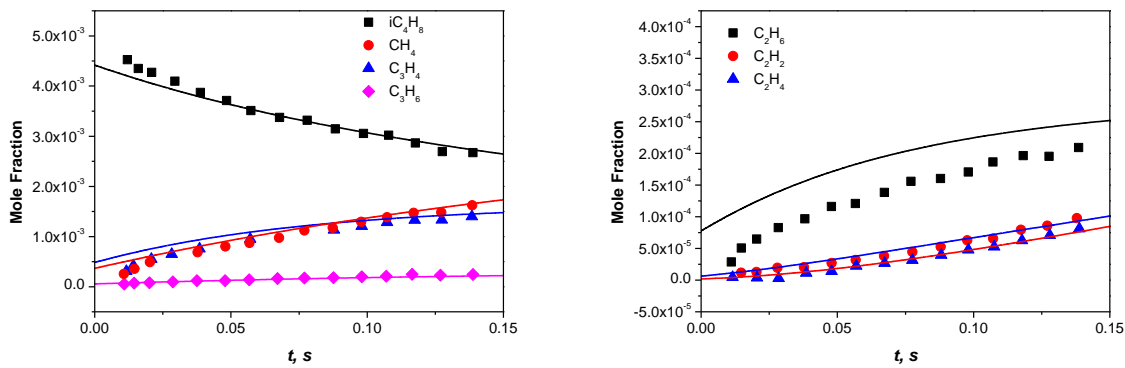 Mole Fraction
5.0x10⁻³
4.0x10⁻³
3.0x10⁻³
2.0x10⁻³
1.0x10⁻³
0.0
iC₄H₈
CH₄
C₃H₄
C₃H₆
0.00 0.05 0.10 0.15
t, s
Mole Fraction
4.0x10⁻⁴
3.5x10⁻⁴
3.0x10⁻⁴
2.5x10⁻⁴
2.0x10⁻⁴
1.5x10⁻⁴
1.0x10⁻⁴
5.0x10⁻⁵
0.0
-5.0x10⁻⁵
C₂H₆
C₂H₂
C₂H₄
0.00 0.05 0.10 0.15
t, s